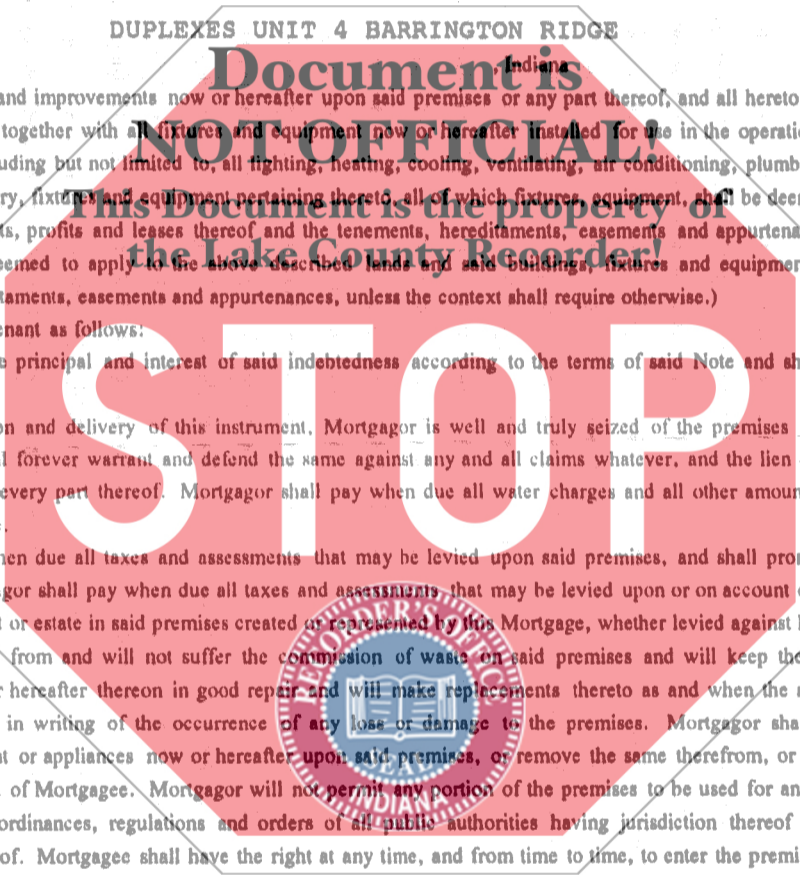 DUPLEXES UNIT 4 BARRINGTON RIDGE
, Indiana
Document is
and improvements now or hereafter upon said premises or any part thereof, and all hereto
together with all fixtures and equipment now or hereafter installed for use in the operatio
NOT OFFICIAL!
uding but not limited to, all lighting, heating, cooling, ventilating, air conditioning, plumb
ry, fixtures and equipment pertaining thereto, all of which fixtures, equipment, shall be deer
This Document is the property of
ts, profits and leases thereof and the tenements, hereditaments, easements and appurtena
the Lake County Recorder!
eemed to apply to the above described lands and said buildings, fixtures and equipmer
taments, easements and appurtenances, unless the context shall require otherwise.)
enant as follows:
e principal and interest of said indebtedness according to the terms of said Note and sh
STOP
on and delivery of this instrument, Mortgagor is well and truly seized of the premises
l forever warrant and defend the same against any and all claims whatever, and the lien
every part thereof. Mortgagor shall pay when due all water charges and all other amoun
.
hen due all taxes and assessments that may be levied upon said premises, and shall pro
gor shall pay when due all taxes and assessments that may be levied upon or on account
t or estate in said premises created or represented by this Mortgage, whether levied against
from and will not suffer the commission of waste on said premises and will keep the
r hereafter thereon in good repair and will make replacements thereto as and when the
in writing of the occurrence of any loss or damage to the premises. Mortgagor sha
nt or appliances now or hereafter upon said premises, or remove the same therefrom, or
of Mortgagee. Mortgagor will not permit any portion of the premises to be used for an
ordinances, regulations and orders of all public authorities having jurisdiction thereof
of. Mortgagee shall have the right at any time, and from time to time, to enter the premi
RECORDER'S OFFICE
SEAL
INDIANA